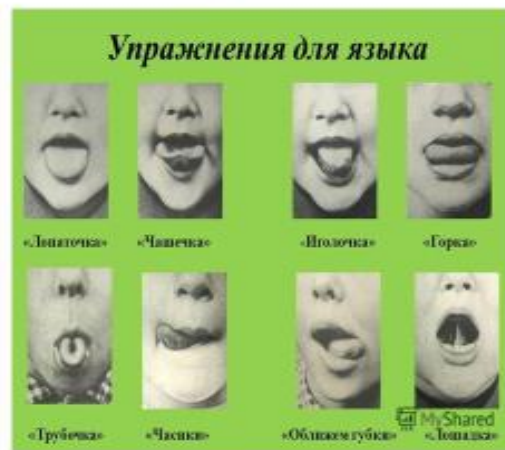 Упражнения для языка
«Лопаточка» «Чашечка» «Иголочка» «Горка»
«Трубочка» «Часики» «Оближем губки» «Лошадка»
MyShared